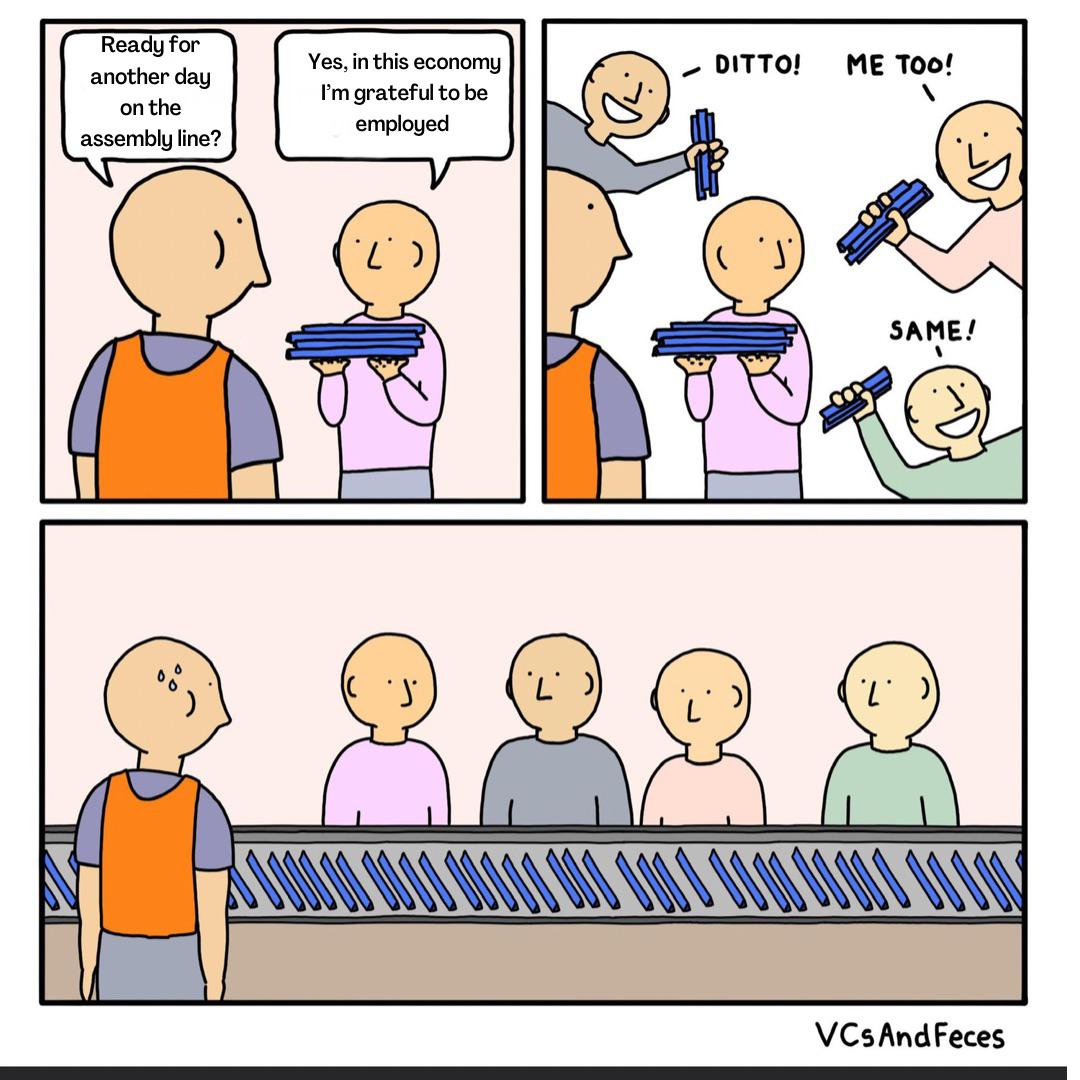 Ready for
another day
on the
assembly line?
Yes, in this economy
I'm grateful to be
employed
DITTO!
ME TOO!
SAME!
VCsAndFeces